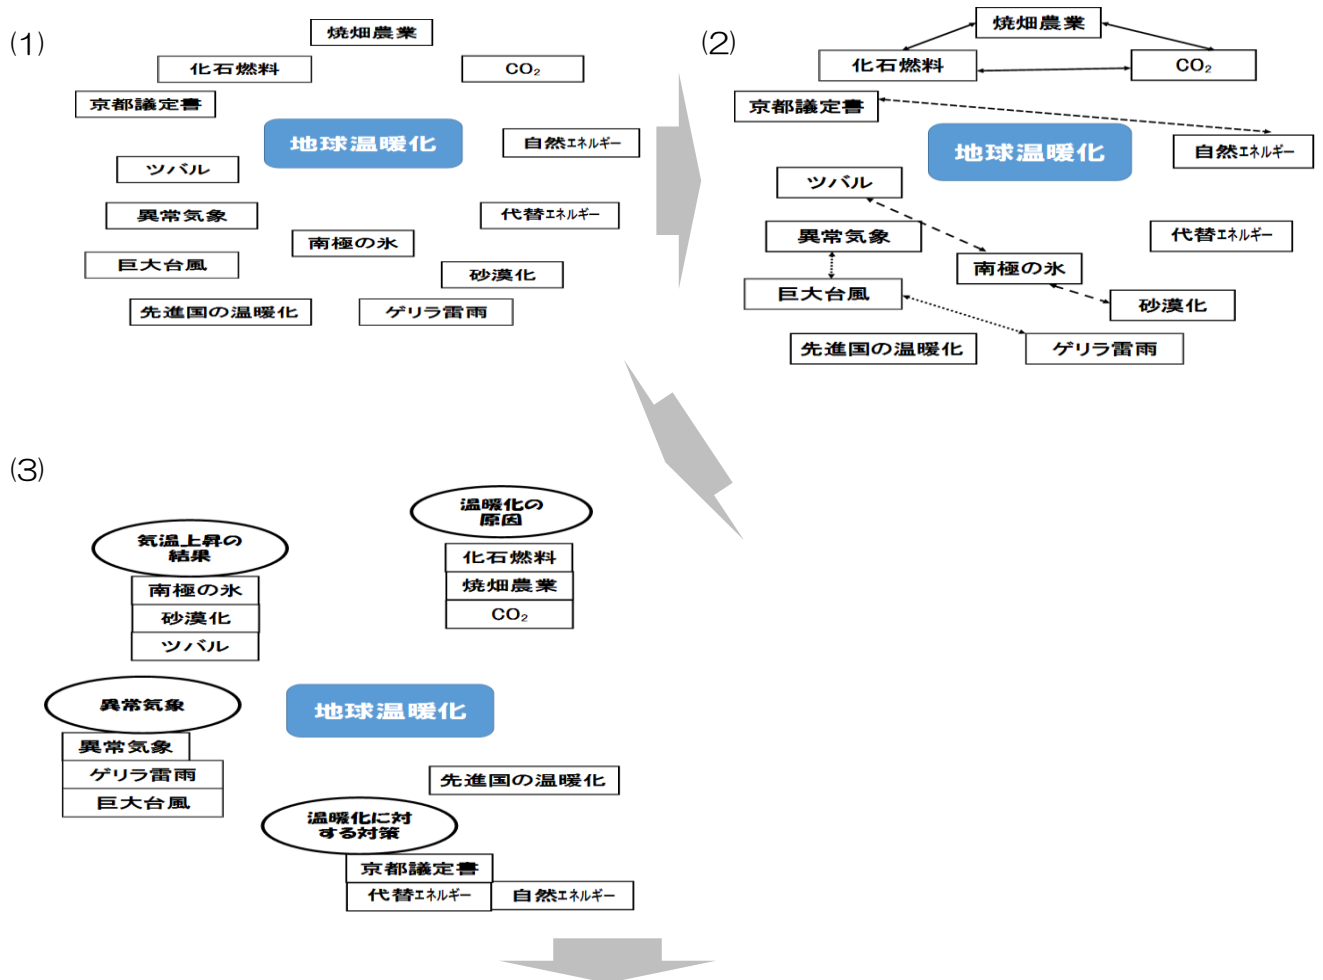 (1)
焼畑農業
化石燃料
CO₂
京都議定書
地球温暖化
自然エネルギー
ツバル
異常気象
代替エネルギー
南極の氷
巨大台風
砂漠化
先進国の温暖化
ゲリラ雷雨
(2)
焼畑農業
化石燃料
CO₂
京都議定書
地球温暖化
自然エネルギー
ツバル
異常気象
代替エネルギー
南極の氷
巨大台風
砂漠化
先進国の温暖化
ゲリラ雷雨
(3)
温暖化の
原因
化石燃料
焼畑農業
CO₂
気温上昇の
結果
南極の氷
砂漠化
ツバル
異常気象
異常気象
ゲリラ雷雨
巨大台風
地球温暖化
先進国の温暖化
温暖化に対
する対策
京都議定書
代替エネルギー
自然エネルギー